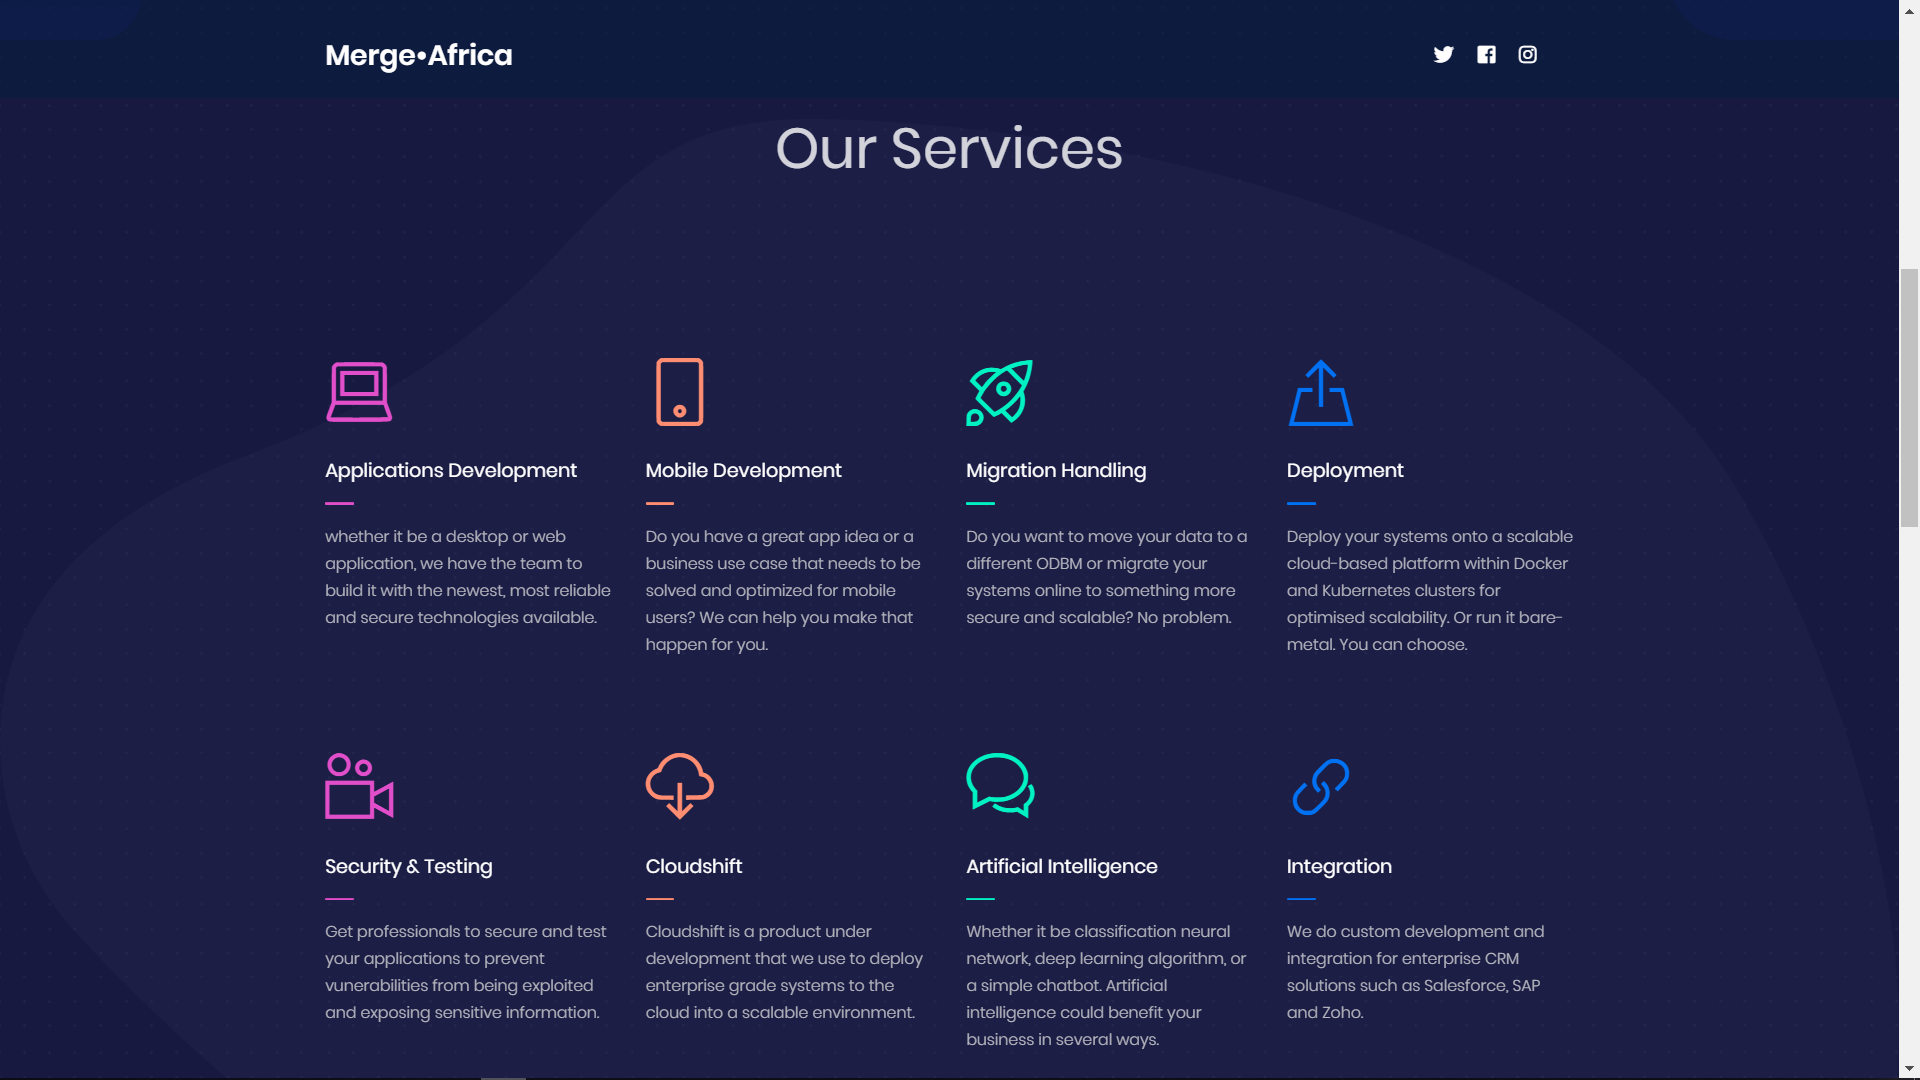 Merge•Africa
Our Services
Applications Development
whether it be a desktop or web
application, we have the team to
build it with the newest, most reliable
and secure technologies available.
Mobile Development
Do you have a great app idea or a
business use case that needs to be
solved and optimized for mobile
users? We can help you make that
happen for you.
Migration Handling
Do you want to move your data to a
different ODBM or migrate your
systems online to something more
secure and scalable? No problem.
Deployment
Deploy your systems onto a scalable
cloud-based platform within Docker
and Kubernetes clusters for
optimised scalability. Or run it bare-
metal. You can choose.
Security & Testing
Get professionals to secure and test
your applications to prevent
vunerabilities from being exploited
and exposing sensitive information.
Cloudshift
Cloudshift is a product under
development that we use to deploy
enterprise grade systems to the
cloud into a scalable environment.
Artificial Intelligence
Whether it be classification neural
network, deep learning algorithm, or
a simple chatbot. Artificial
intelligence could benefit your
business in several ways.
Integration
We do custom development and
integration for enterprise CRM
solutions such as Salesforce, SAP
and Zoho.